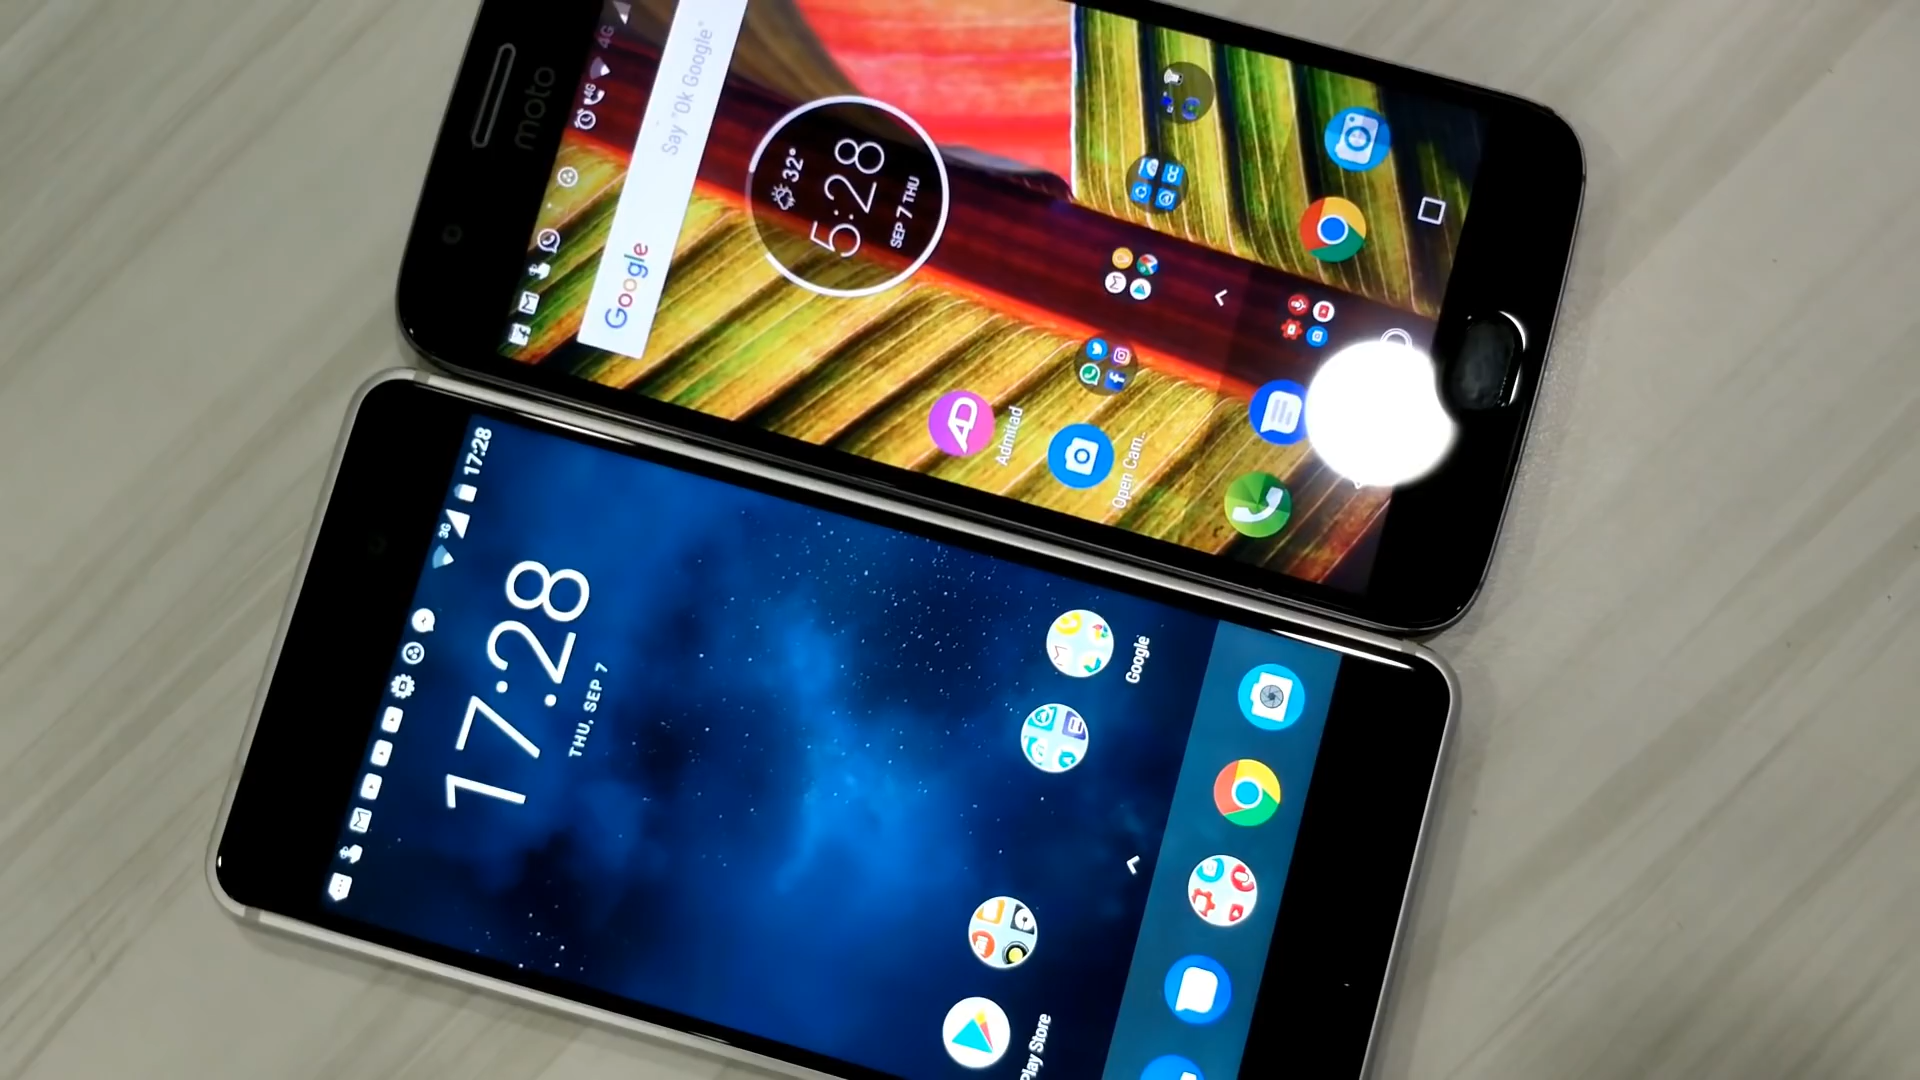 moto
4G
4G
Say "Ok Google"
Google
32°
5:28
SEP 7 THU
Admitad
Open Cam..
17:28
3G
17:28
THU, SEP 7
Google
Play Store